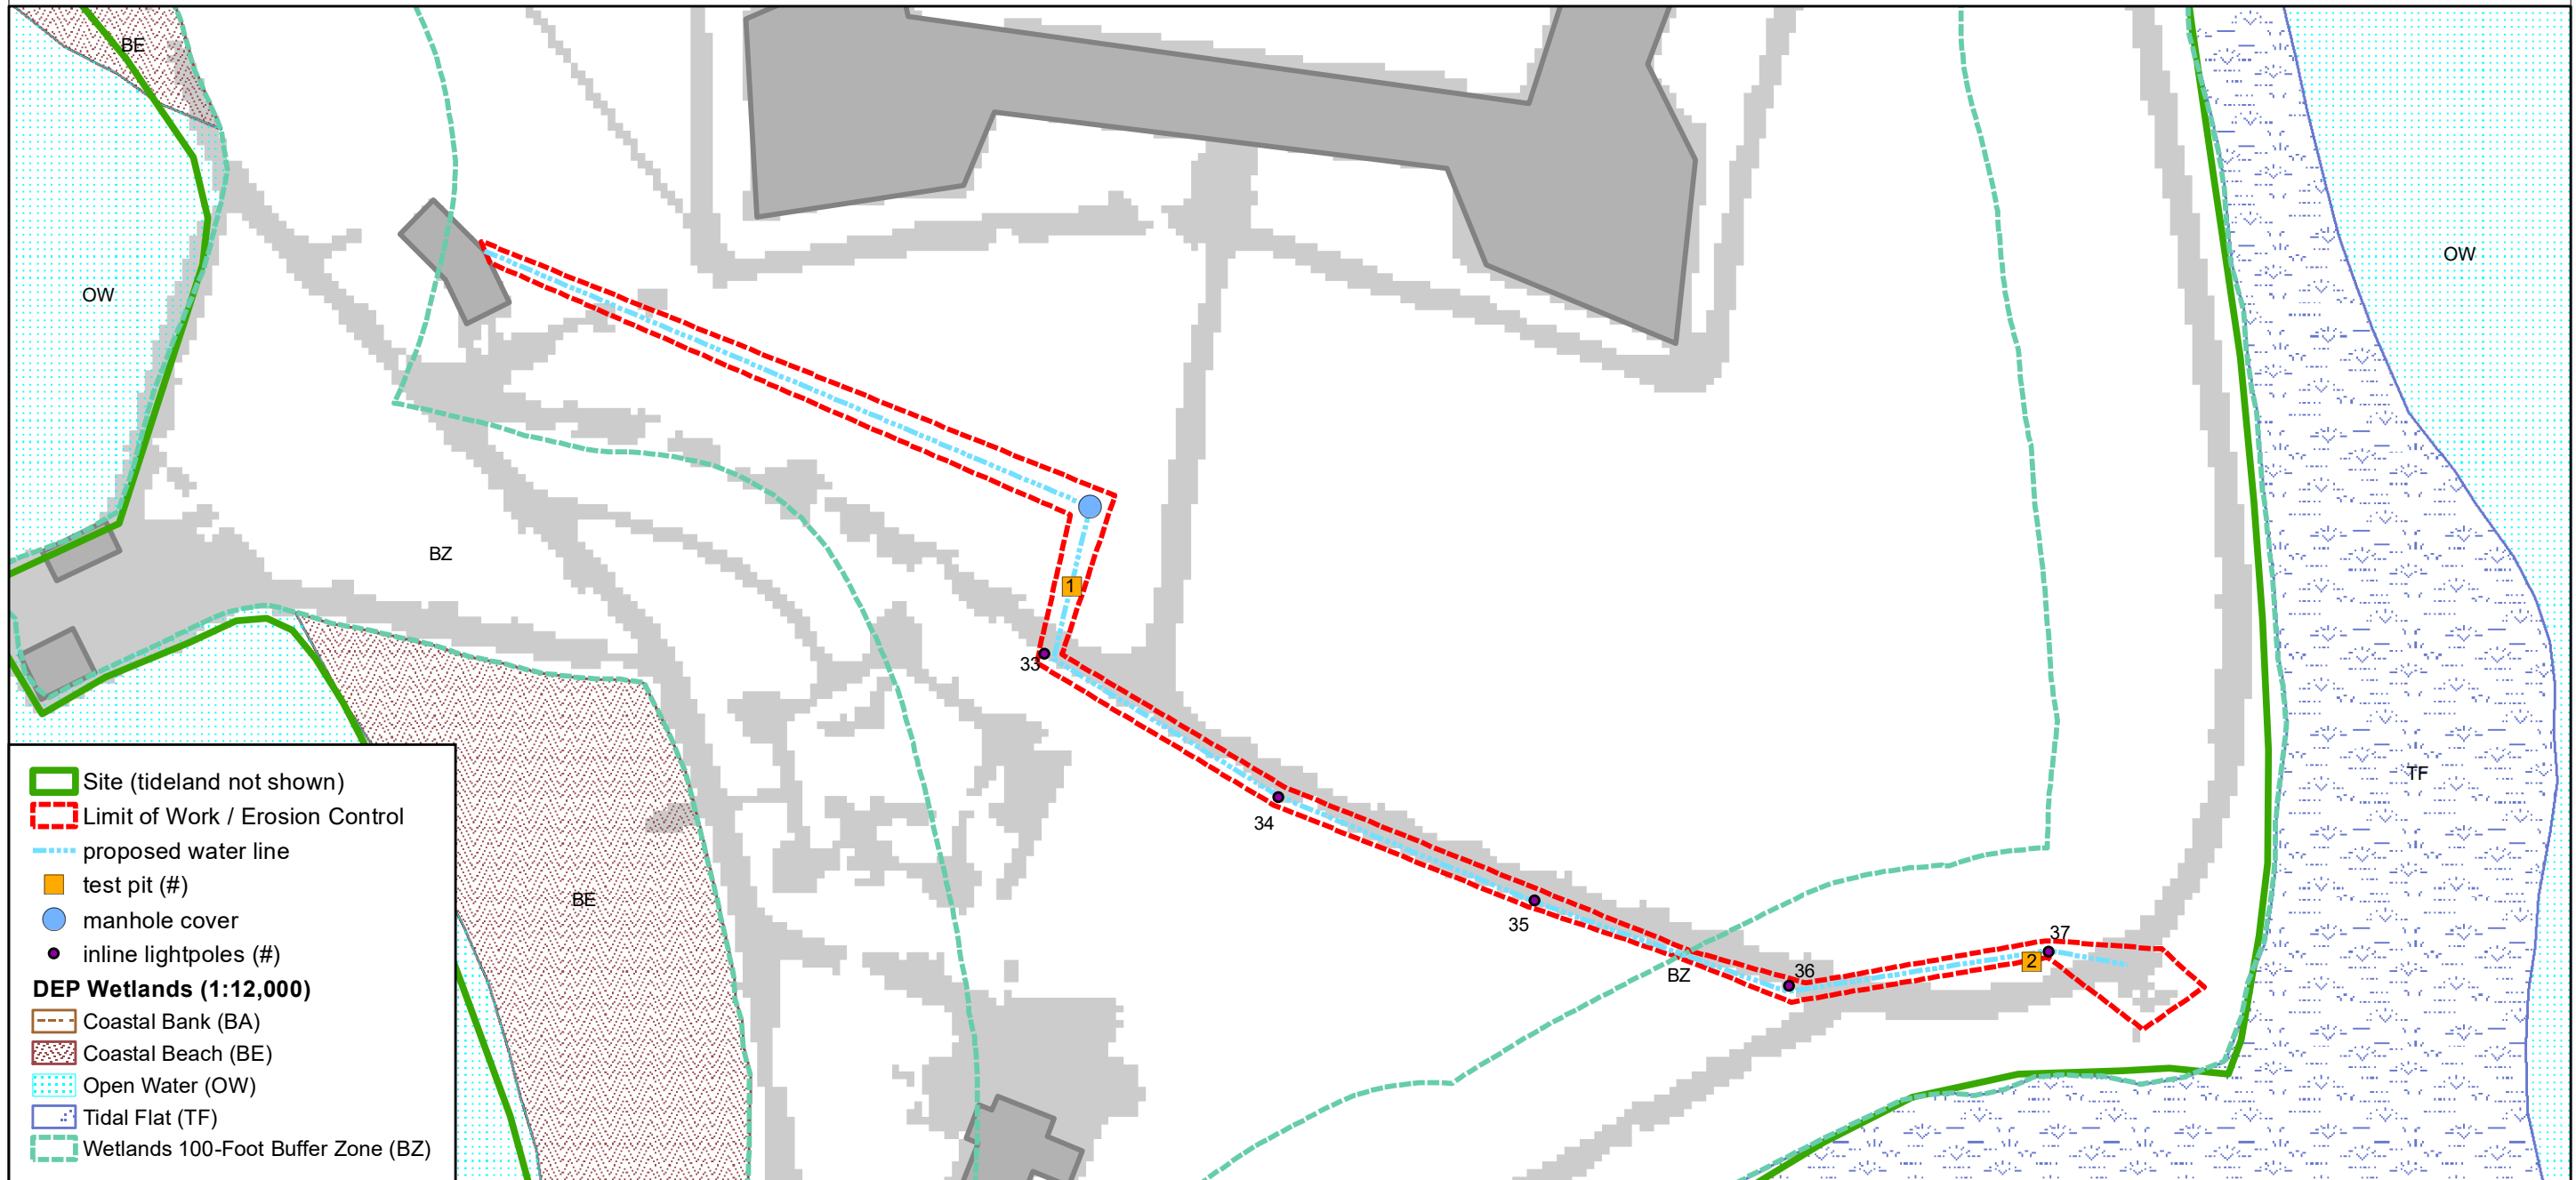 BE
OW
OW
BZ
1
33
TF
34
BE
35
37
2
36
BZ
Site (tideland not shown)
Limit of Work / Erosion Control
proposed water line
test pit (#)
manhole cover
inline lightpoles (#)
DEP Wetlands (1:12,000)
Coastal Bank (BA)
Coastal Beach (BE)
Open Water (OW)
Tidal Flat (TF)
Wetlands 100-Foot Buffer Zone (BZ)